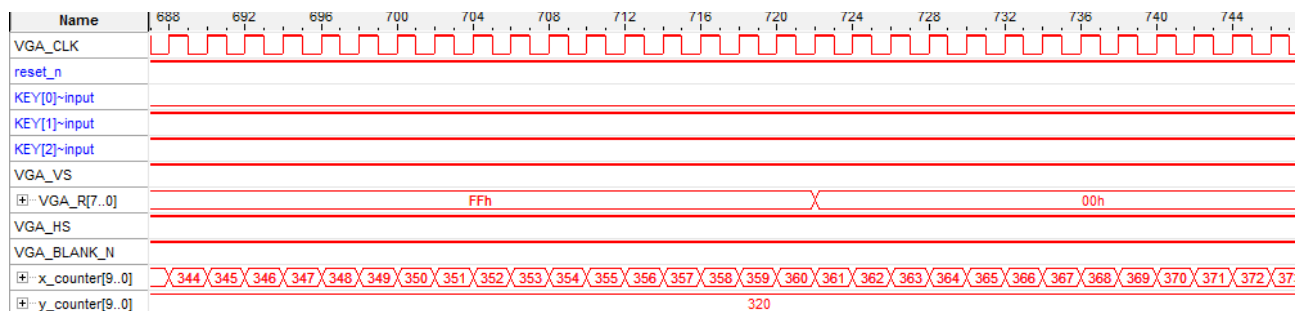 Name 688 692 696 700 704 708 712 716 720 724 728 732 736 740 744
VGA_CLK
reset_n
KEY[0]~input
KEY[1]~input
KEY[2]~input
VGA_VS
VGA_R[7..0] FFh 00h
VGA_HS
VGA_BLANK_N
x_counter[9..0] 344 345 346 347 348 349 350 351 352 353 354 355 356 357 358 359 360 361 362 363 364 365 366 367 368 369 370 371 372 37
y_counter[9..0] 320